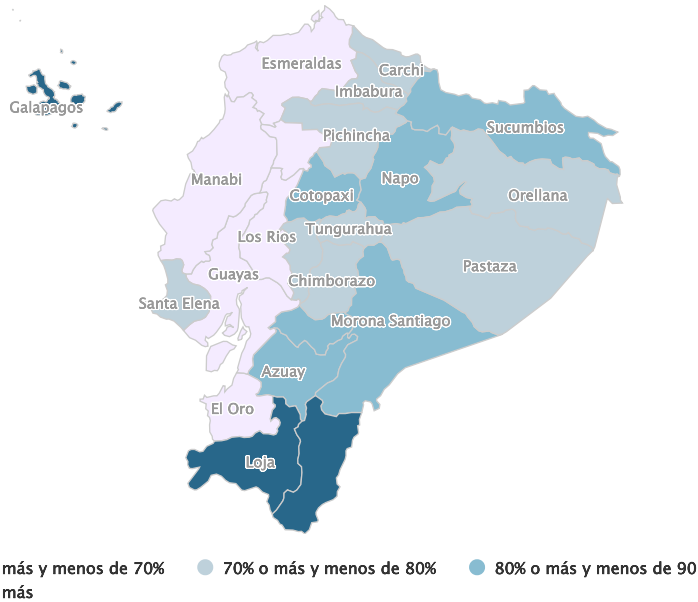 Esmeraldas
Carchi
Imbabura
Galapagos
Sucumbios
Pichincha
Manabi
Napo
Cotopaxi
Orellana
Tungurahua
Los Rios
Pastaza
Guayas
Chimborazo
Santa Elena
Morona Santiago
Azuay
El Oro
Loja
más y menos de 70% 70% o más y menos de 80% 80% o más y menos de 90
más